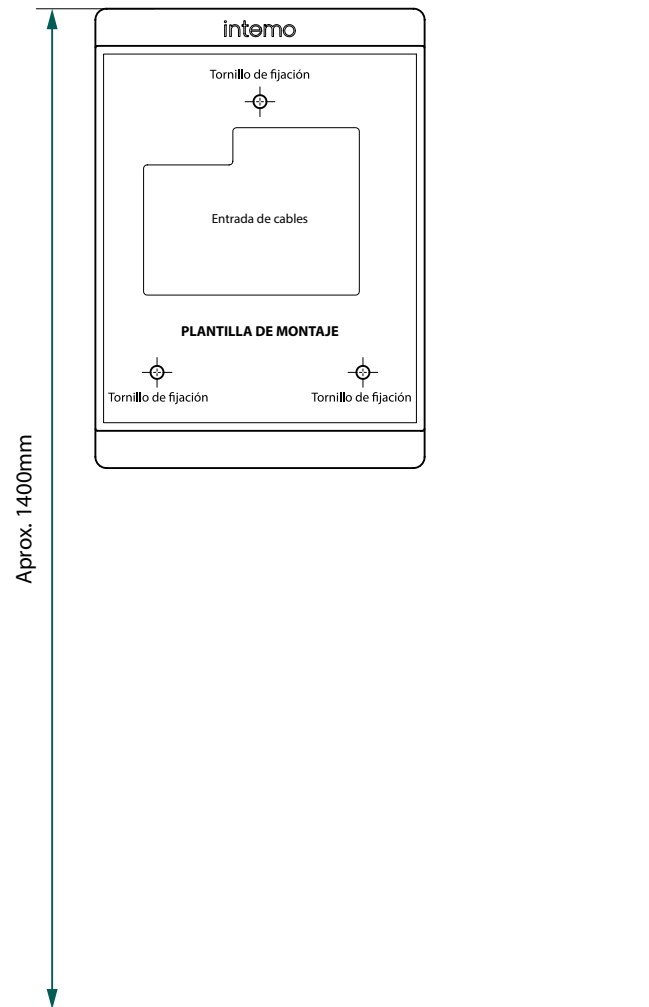 intemo
Tornillo de fijación
Entrada de cables
PLANTILLA DE MONTAJE
Tornillo de fijación
Tornillo de fijación
Aprox. 1400mm